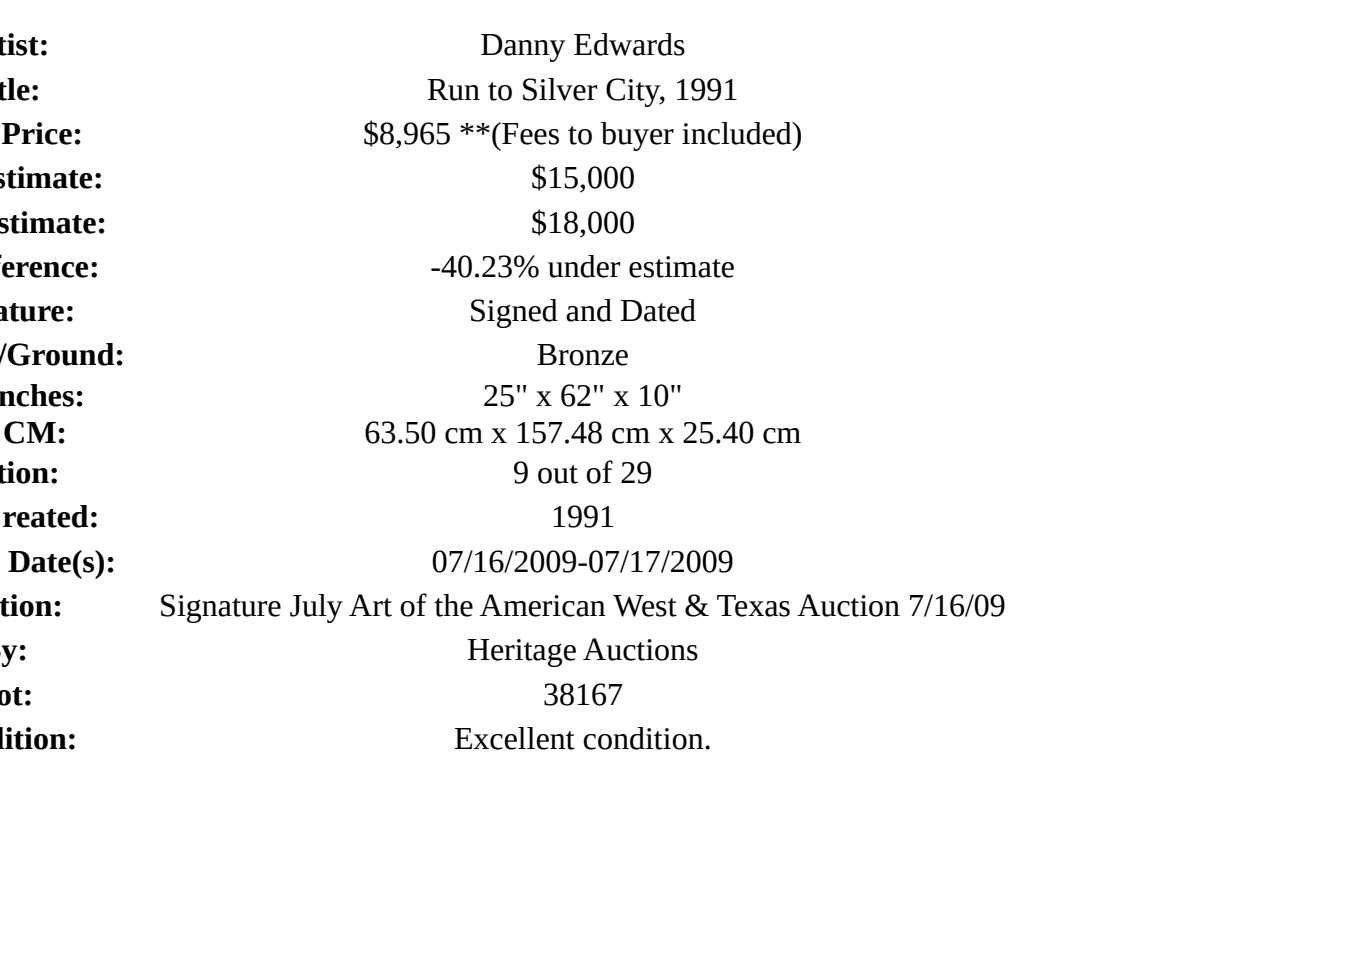 tist: Danny Edwards
tle: Run to Silver City, 1991
Price: $8,965 **(Fees to buyer included)
stimate: $15,000
stimate: $18,000
ference: -40.23% under estimate
ature: Signed and Dated
/Ground: Bronze
nches: 25" x 62" x 10"
CM: 63.50 cm x 157.48 cm x 25.40 cm
tion: 9 out of 29
reated: 1991
Date(s): 07/16/2009-07/17/2009
tion: Signature July Art of the American West & Texas Auction 7/16/09
y: Heritage Auctions
ot: 38167
lition: Excellent condition.